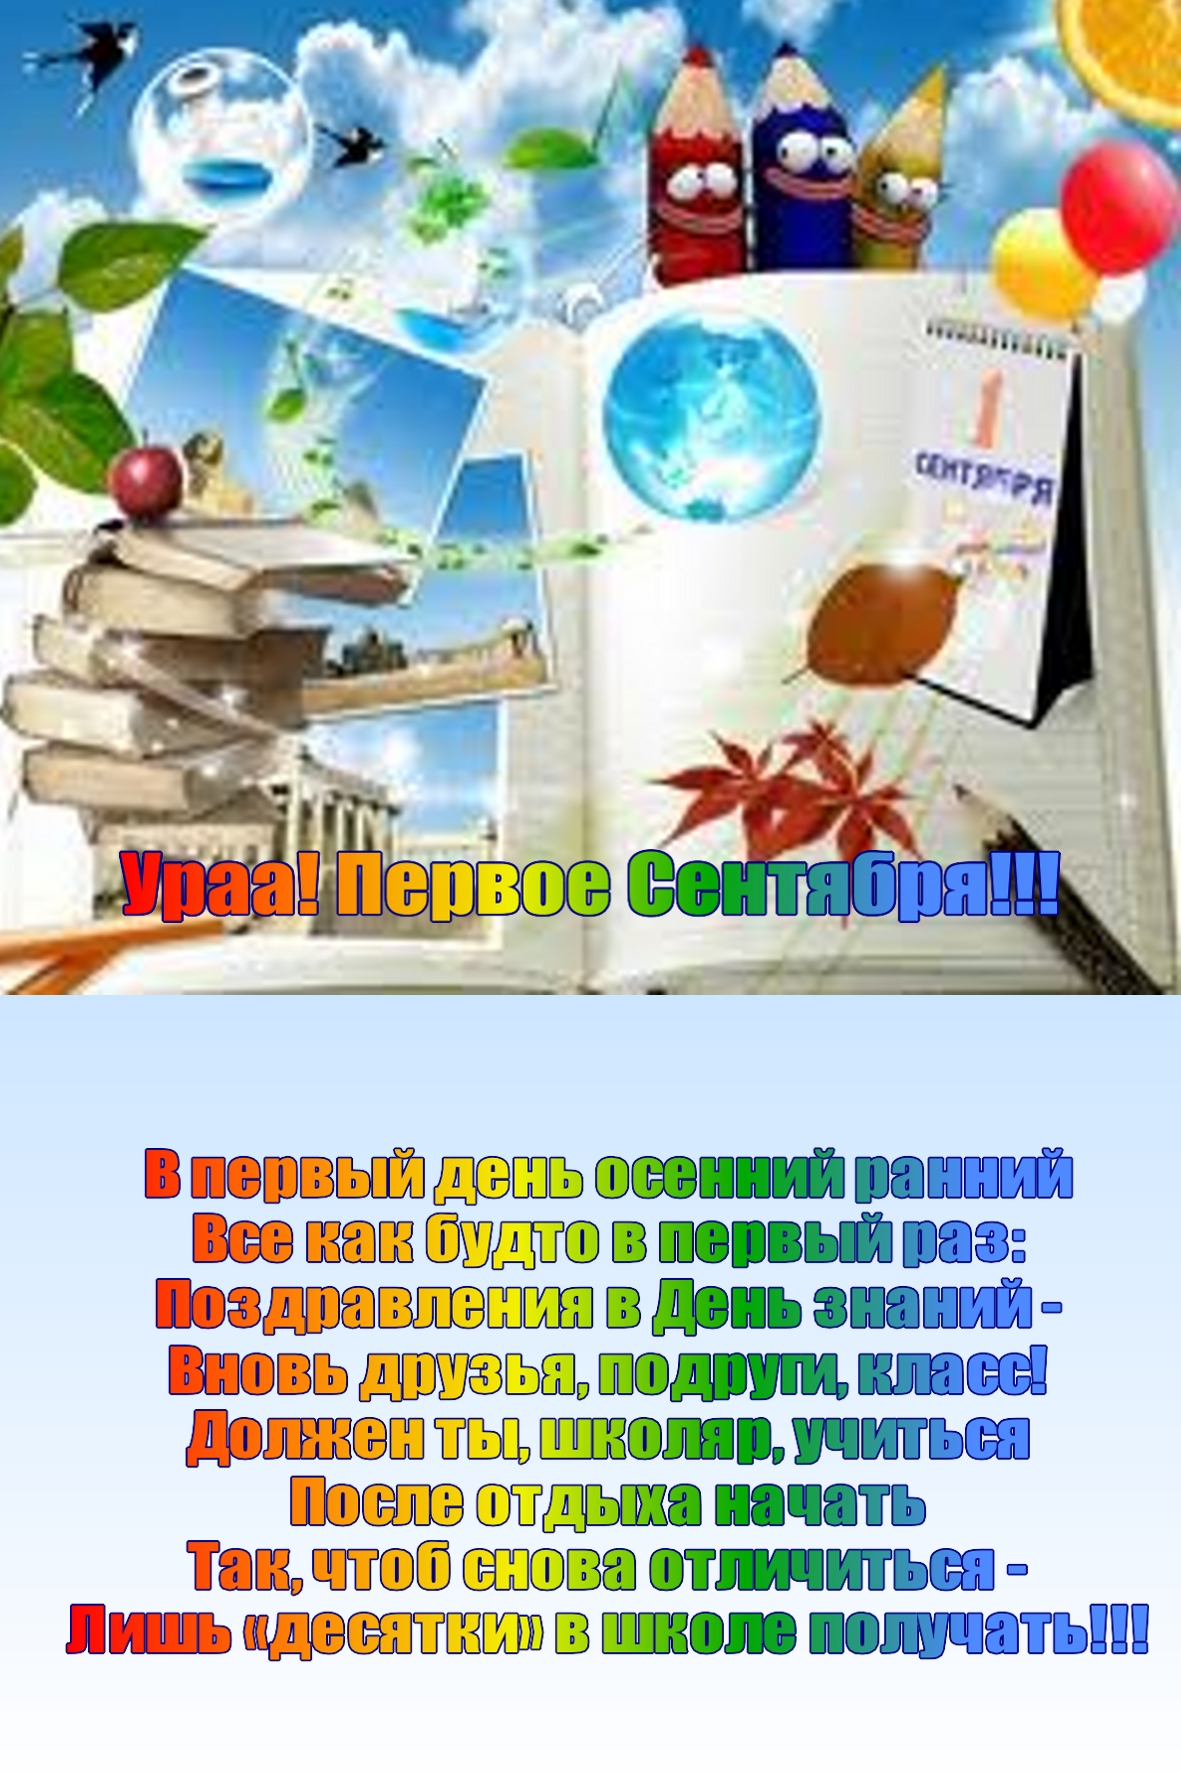 1
СЕНТЯБРЯ
Ураа! Первое Сентября!!!
В первый день осенний ранний
Все как будто в первый раз:
Поздравления в День знаний -
Вновь друзья, подруги, класс!
Должен ты, школяр, учиться
После отдыха начать
Так, чтоб снова отличиться -
Лишь «десятки» в школе получать!!!